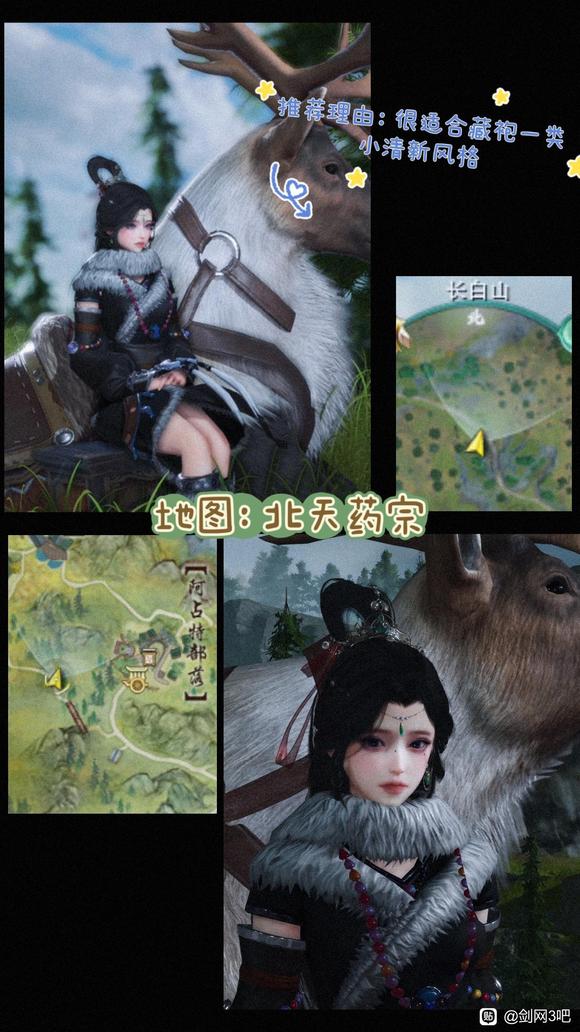 推荐理由:很适合藏袍一类
小清新风格
长白山
北
地图:北天药宗
【阿占特部落】
贴 @剑网3吧